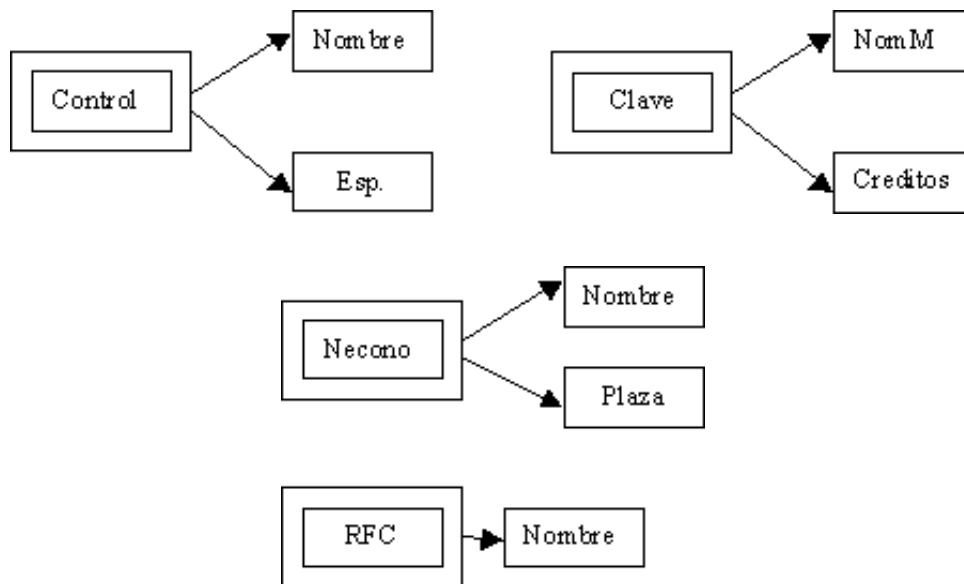 Nombre
Control
Esp.
NomM
Clave
Creditos
Nombre
Necono
Plaza
RFC
Nombre